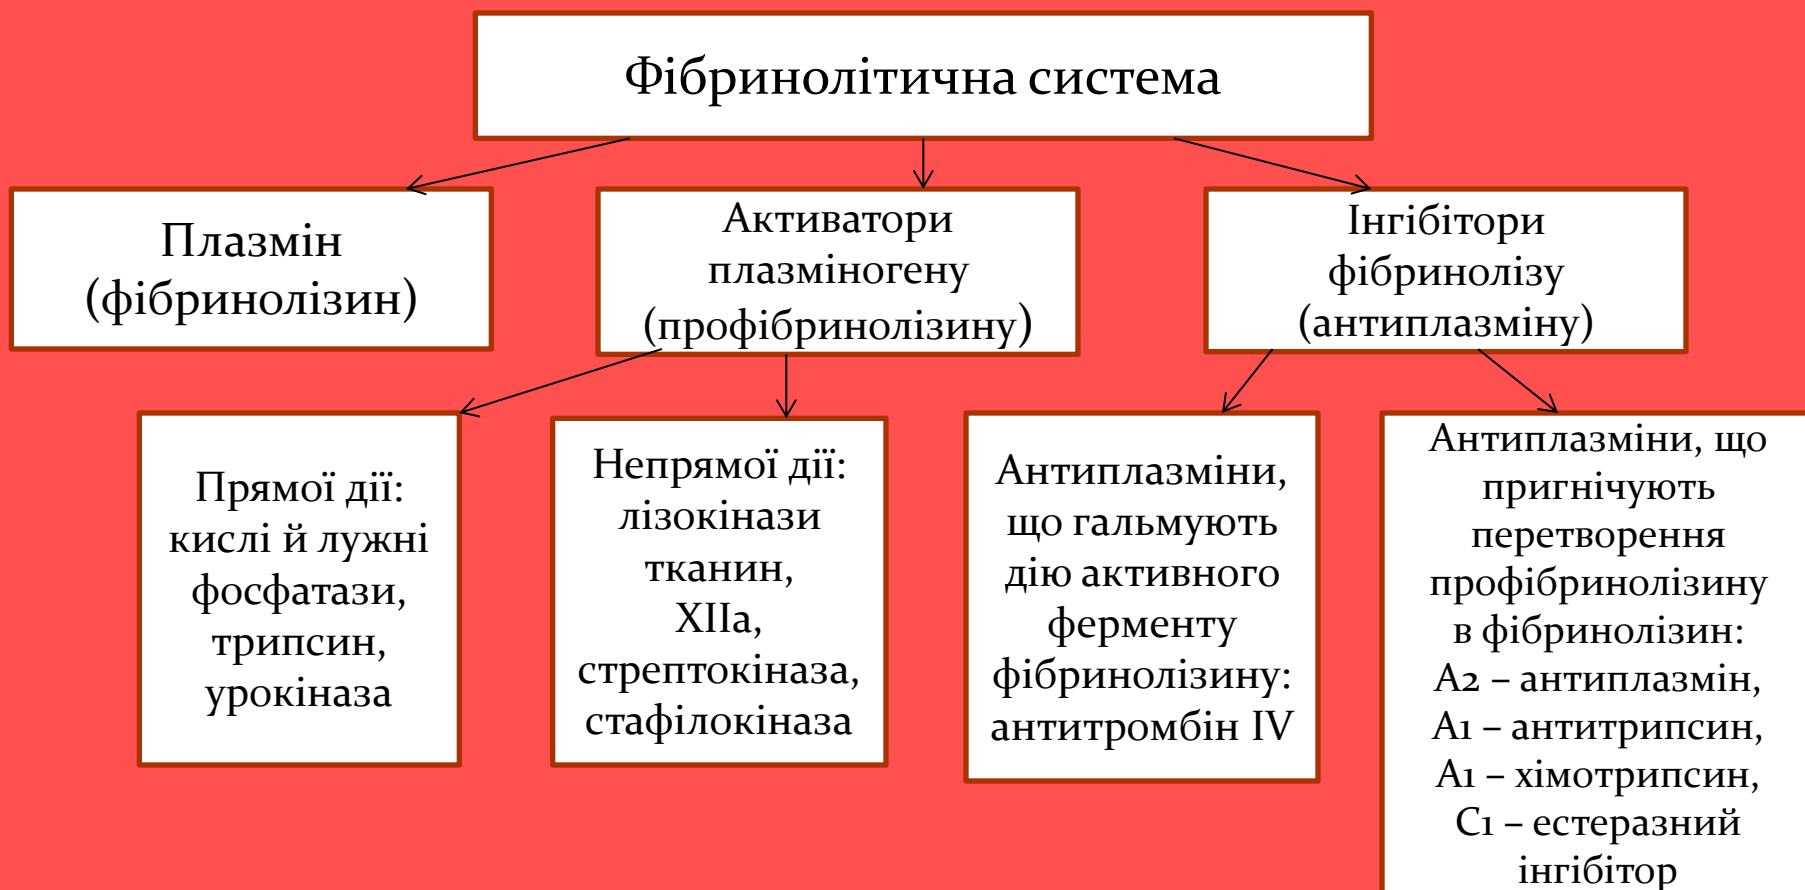 Фібринолітична система
Плазмін
(фібринолізин)
Активатори
плазміногену
(профібринолізину)
Інгібітори
фібринолізу
(антиплазміну)
Прямої дії:
кислі й лужні
фосфатази,
трипсин,
урокіназа
Непрямої дії:
лізокінази
тканин,
XIIa,
стрептокіназа,
стафілокіназа
Антиплазміни,
що гальмують
дію активного
ферменту
фібринолізину:
антитромбін IV
Антиплазміни, що
пригнічують
перетворення
профібринолізину
в фібринолізин:
А2 – антиплазмін,
А1 – антитрипсин,
А1 – хімотрипсин,
С1 – естеразний
інгібітор